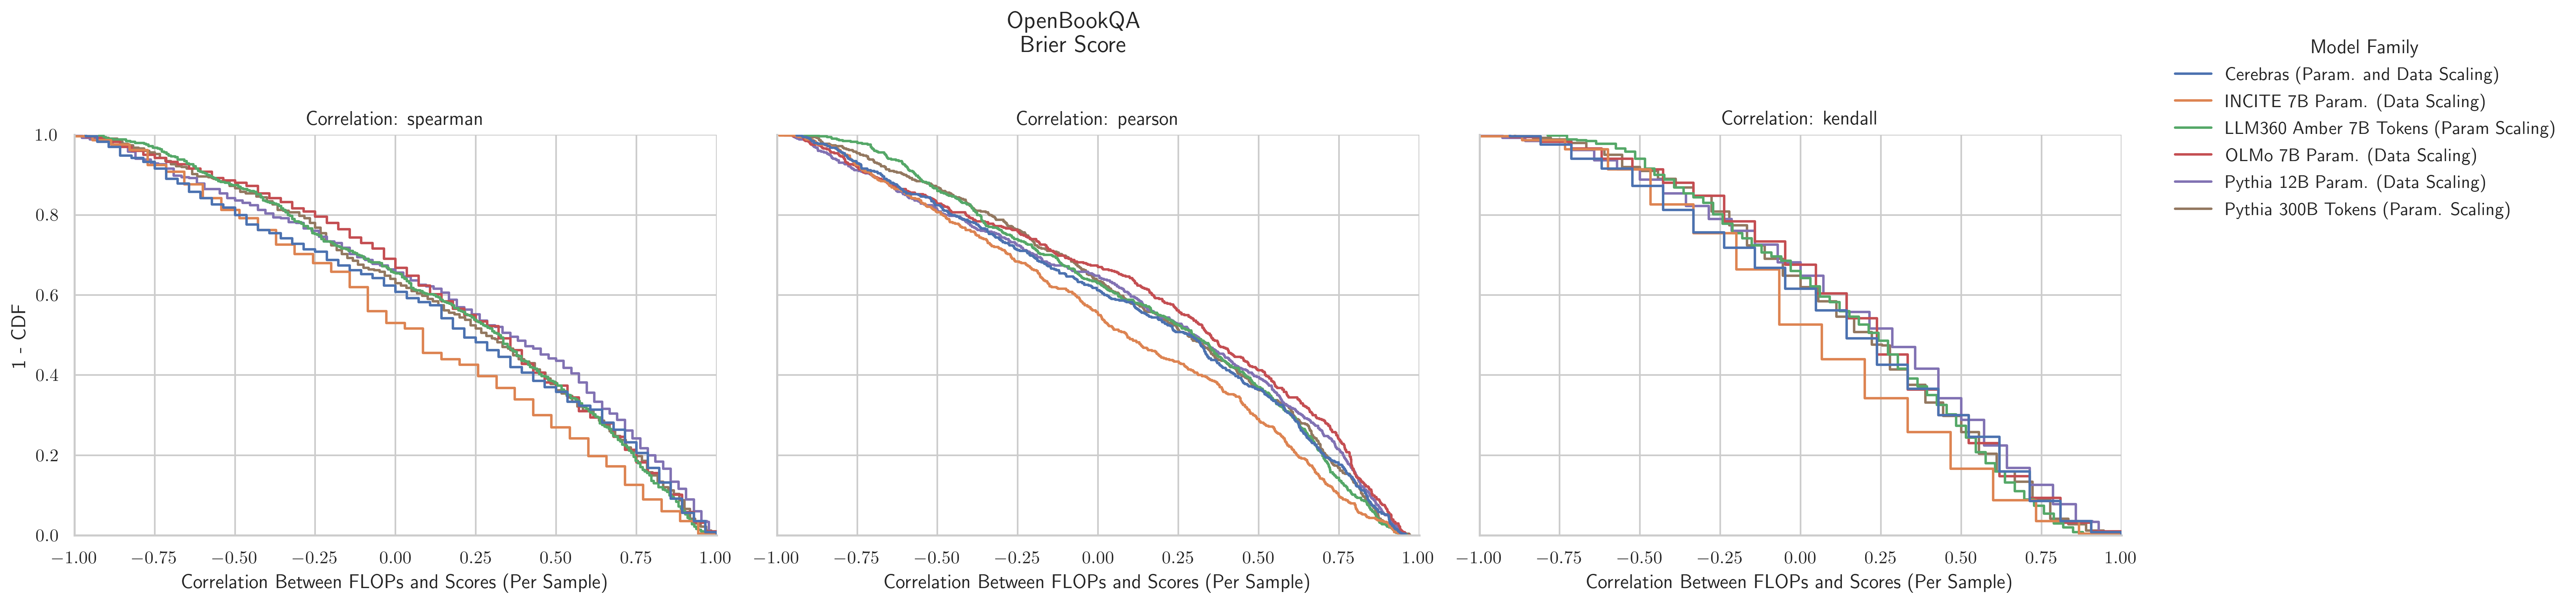 OpenBookQA
Brier Score
Correlation: spearman
Correlation: pearson
Correlation: kendall
1 - CDF
1.0
0.8
0.6
0.4
0.2
0.0
−1.00 −0.75 −0.50 −0.25 0.00 0.25 0.50 0.75 1.00
−1.00 −0.75 −0.50 −0.25 0.00 0.25 0.50 0.75 1.00
−1.00 −0.75 −0.50 −0.25 0.00 0.25 0.50 0.75 1.00
Correlation Between FLOPs and Scores (Per Sample)
Correlation Between FLOPs and Scores (Per Sample)
Correlation Between FLOPs and Scores (Per Sample)
Model Family
Cerebras (Param. and Data Scaling)
INCITE 7B Param. (Data Scaling)
LLM360 Amber 7B Tokens (Param Scaling)
OLMo 7B Param. (Data Scaling)
Pythia 12B Param. (Data Scaling)
Pythia 300B Tokens (Param. Scaling)